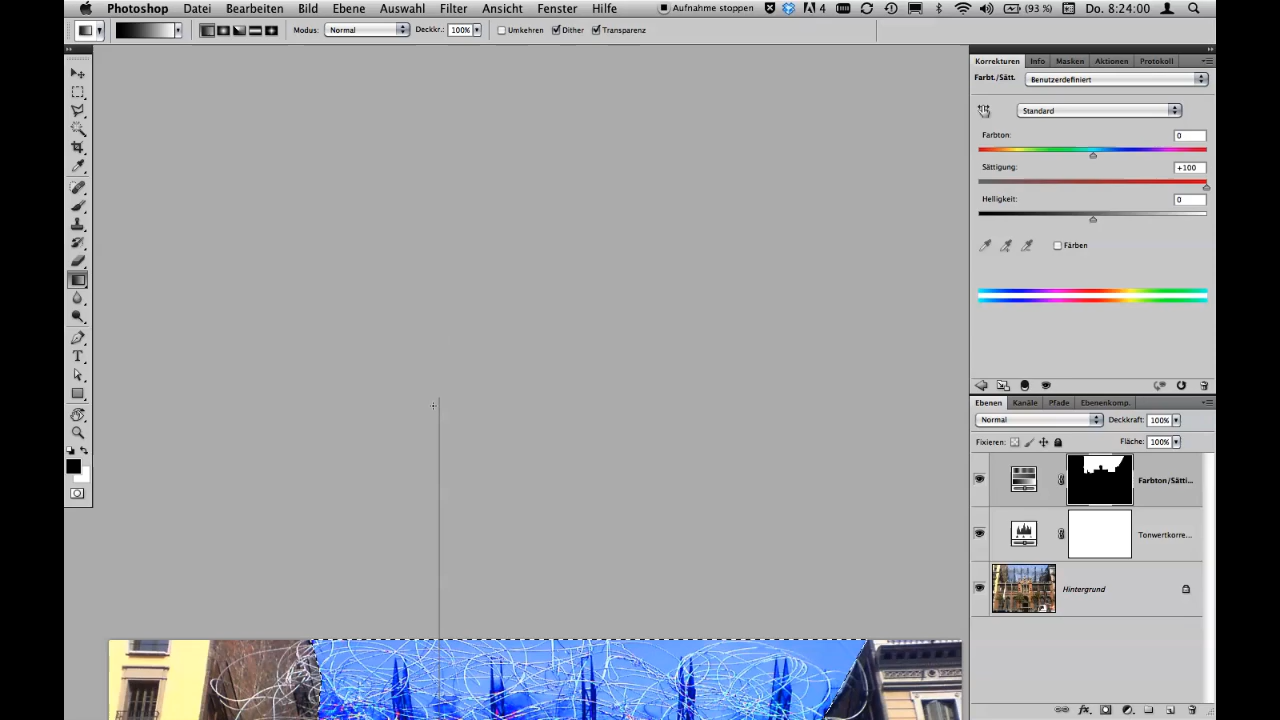 Photoshop Datei Bearbeiten Bild Ebene Auswahl Filter Ansicht Fenster Hilfe Aufnahme stoppen 4 (93 %) Do. 8:24:00
Modus: Normal Deckkr.: 100% Umkehren Dither Transparenz
Korrekturen Info Masken Aktionen Protokoll
Farbt./Sätt. Benutzerdefiniert
Standard
Farbton: 0
Sättigung: +100
Helligkeit: 0
Färben
Ebenen Kanäle Pfade Ebenenkomp.
Normal Deckkraft: 100%
Fixieren: Fläche: 100%
Farbton/Sätti...
Tonwertkorre...
Hintergrund